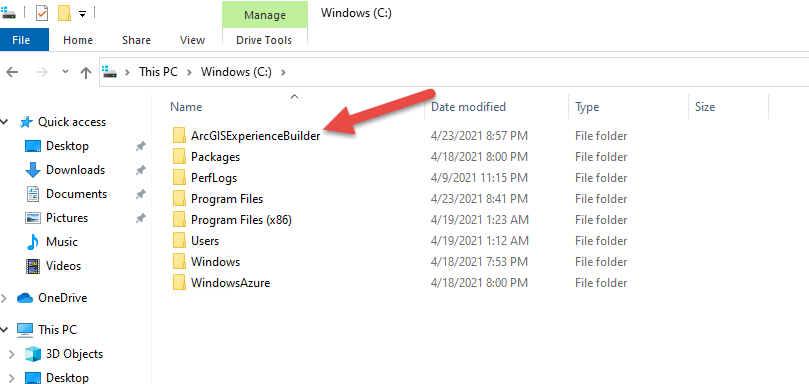 Manage Windows (C:)
File Home Share View Drive Tools
This PC Windows (C:)
Name Date modified Type Size
Quick access
Desktop
Downloads
Documents
Pictures
Music
Videos
OneDrive
This PC
3D Objects
Desktop
ArcGISExperienceBuilder 4/23/2021 8:57 PM File folder
Packages 4/18/2021 8:00 PM File folder
PerfLogs 4/9/2021 11:15 PM File folder
Program Files 4/23/2021 8:41 PM File folder
Program Files (x86) 4/19/2021 1:23 AM File folder
Users 4/19/2021 1:12 AM File folder
Windows 4/18/2021 7:53 PM File folder
WindowsAzure 4/18/2021 8:00 PM File folder